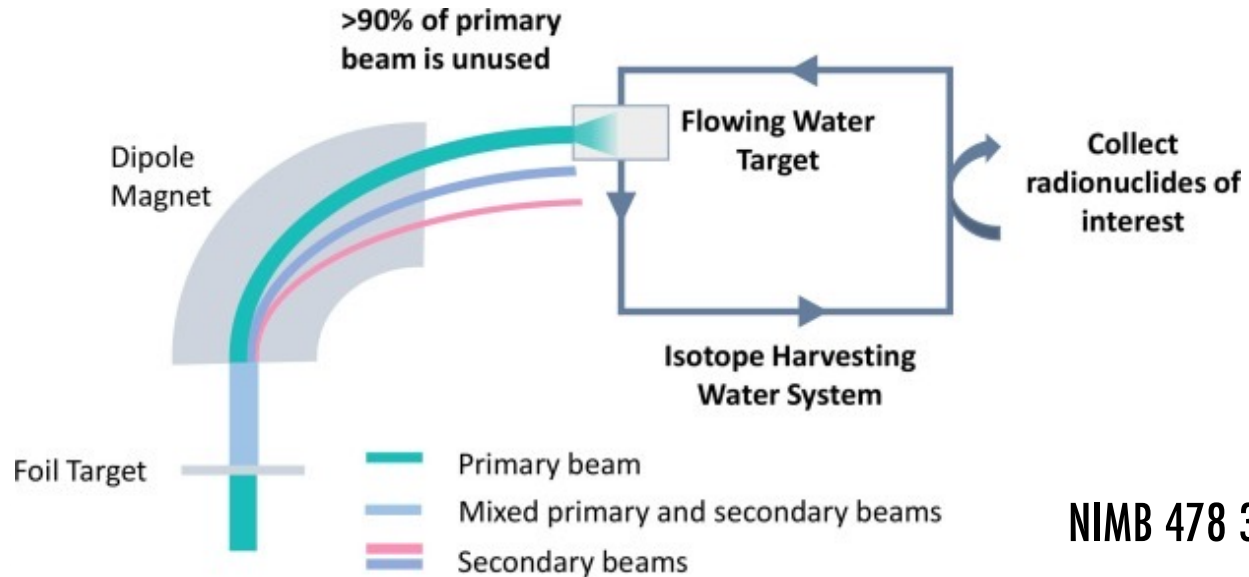 >90% of primary
beam is unused
Dipole
Magnet
Flowing Water
Target
Collect
radionuclides of
interest
Isotope Harvesting
Water System
Foil Target
Primary beam
Mixed primary and secondary beams
Secondary beams
NIMB 478